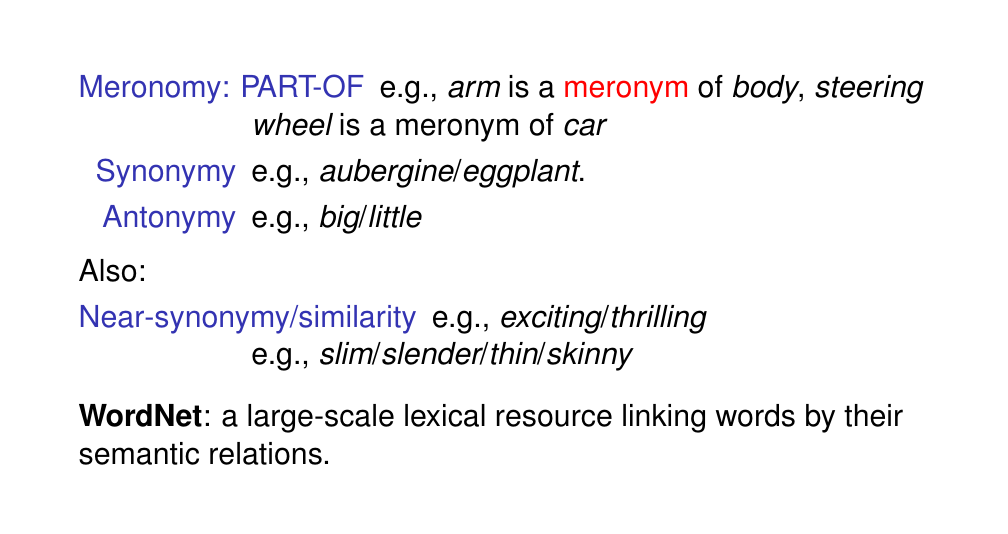 Meronomy: PART-OF e.g., arm is a meronym of body, steering
wheel is a meronym of car
Synonymy e.g., aubergine/eggplant.
Antonymy e.g., big/little
Also:
Near-synonymy/similarity e.g., exciting/thrilling
e.g., slim/slender/thin/skinny
WordNet: a large-scale lexical resource linking words by their
semantic relations.